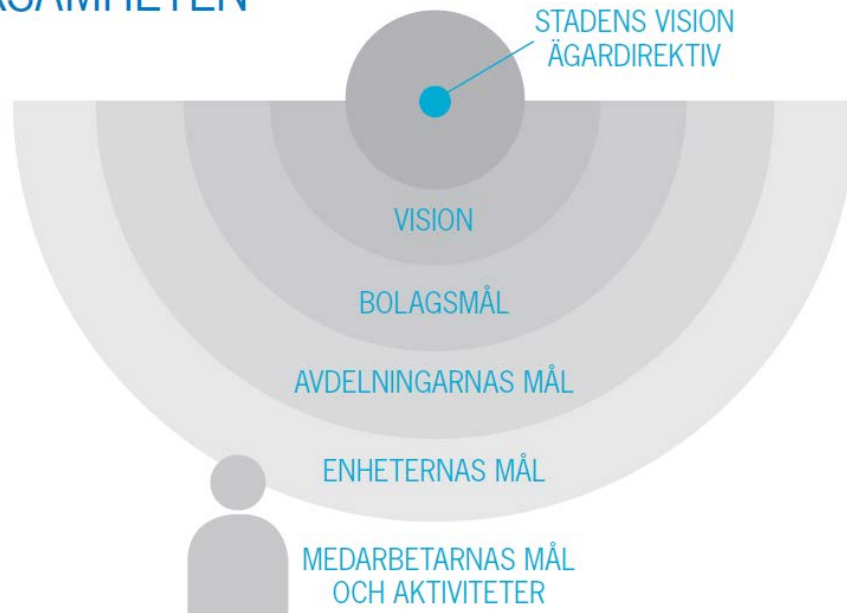 STADENS VISION
ÄGARDIREKTIV
VISION
BOLAGSMÅL
AVDELNINGARNAS MÅL
ENHETERNAS MÅL
MEDARBETARNAS MÅL
OCH AKTIVITETER